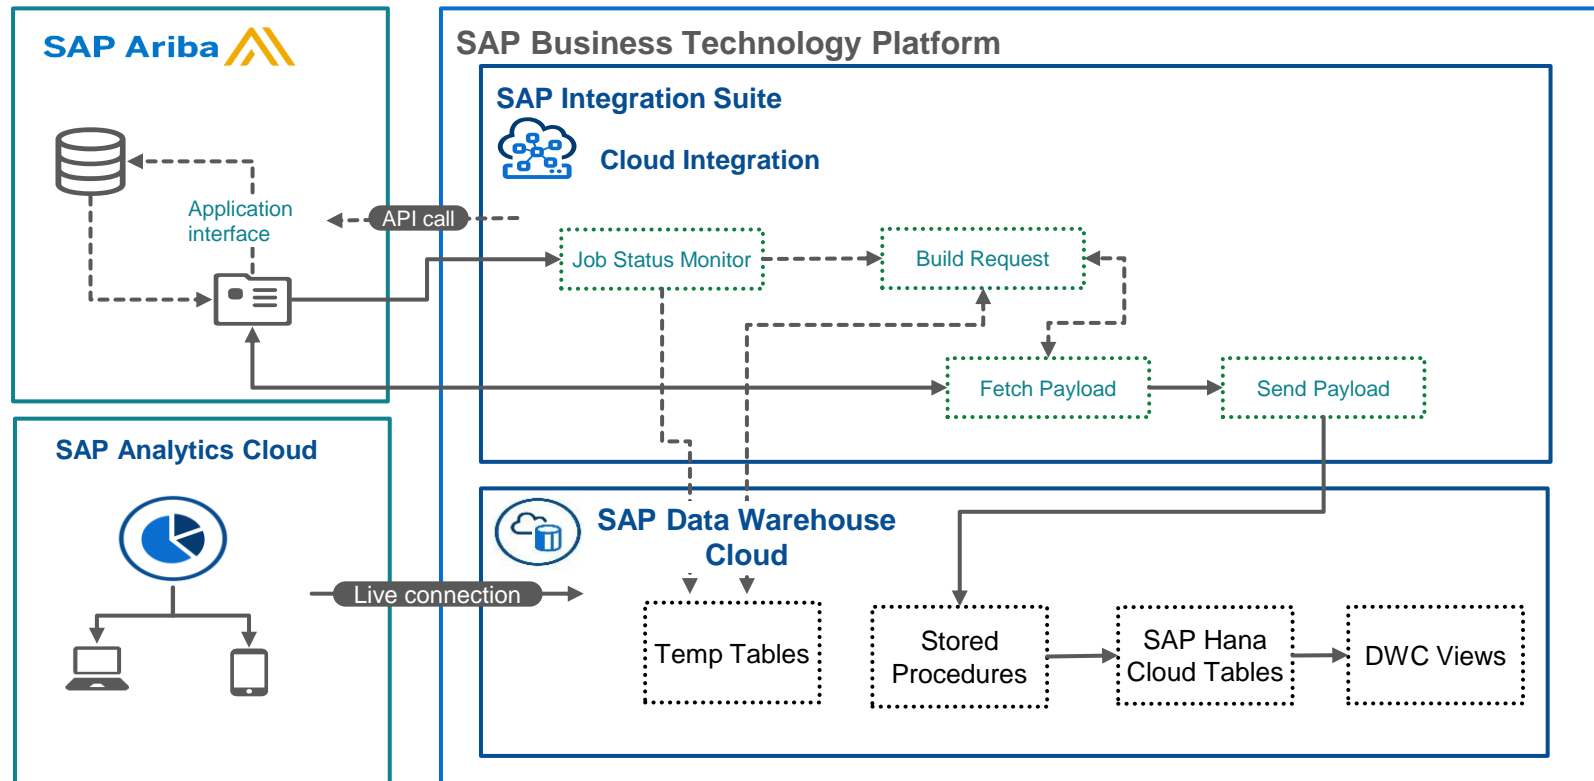 SAP Ariba
SAP Business Technology Platform
SAP Integration Suite
Cloud Integration
Application
interface
API call
Job Status Monitor
Build Request
Fetch Payload
Send Payload
SAP Analytics Cloud
SAP Data Warehouse
Cloud
Live connection
Temp Tables
Stored
Procedures
SAP Hana
Cloud Tables
DWC Views